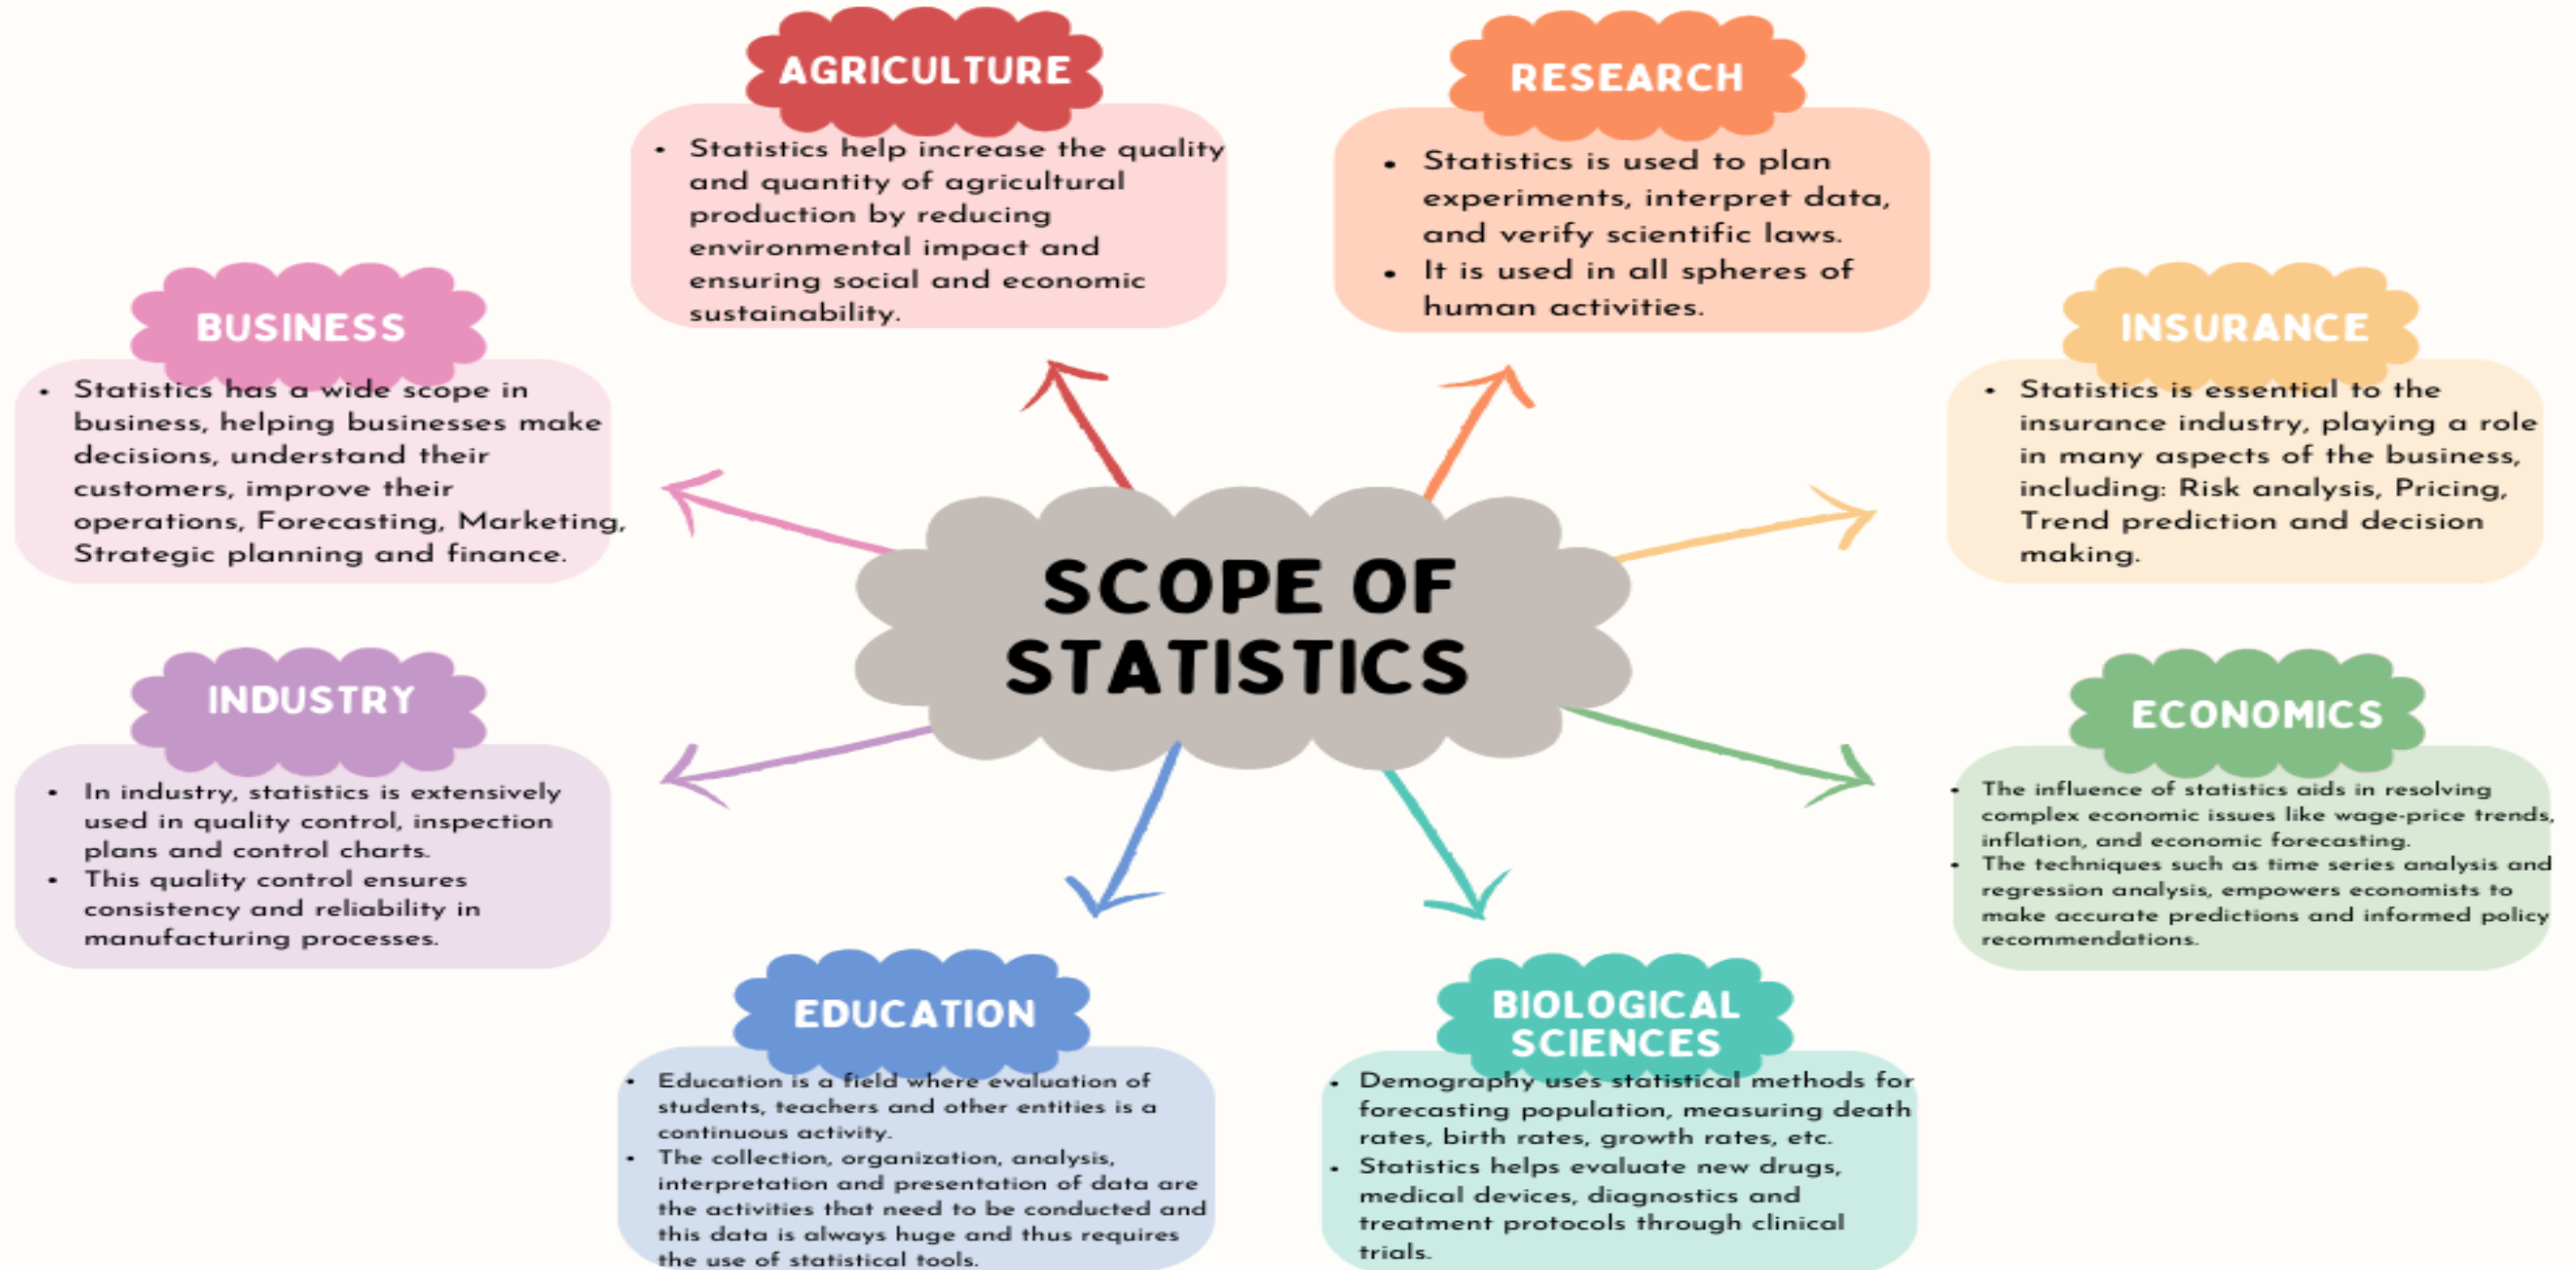 AGRICULTURE
• Statistics help increase the quality
and quantity of agricultural
production by reducing
environmental impact and
ensuring social and economic
sustainability.
RESEARCH
• Statistics is used to plan
experiments, interpret data,
and verify scientific laws.
• It is used in all spheres of
human activities.
BUSINESS
• Statistics has a wide scope in
business, helping businesses make
decisions, understand their
customers, improve their
operations, Forecasting, Marketing,
Strategic planning and finance.
INSURANCE
• Statistics is essential to the
insurance industry, playing a role
in many aspects of the business,
including: Risk analysis, Pricing,
Trend prediction and decision
making.
SCOPE OF
STATISTICS
INDUSTRY
• In industry, statistics is extensively
used in quality control, inspection
plans and control charts.
• This quality control ensures
consistency and reliability in
manufacturing processes.
ECONOMICS
• The influence of statistics aids in resolving
complex economic issues like wage-price trends,
inflation, and economic forecasting.
• The techniques such as time series analysis and
regression analysis, empowers economists to
make accurate predictions and informed policy
recommendations.
EDUCATION
• Education is a field where evaluation of
students, teachers and other entities is a
continuous activity.
• The collection, organization, analysis,
interpretation and presentation of data are
the activities that need to be conducted and
this data is always huge and thus requires
the use of statistical tools.
BIOLOGICAL
SCIENCES
• Demography uses statistical methods for
forecasting population, measuring death
rates, birth rates, growth rates, etc.
• Statistics helps evaluate new drugs,
medical devices, diagnostics and
treatment protocols through clinical
trials.